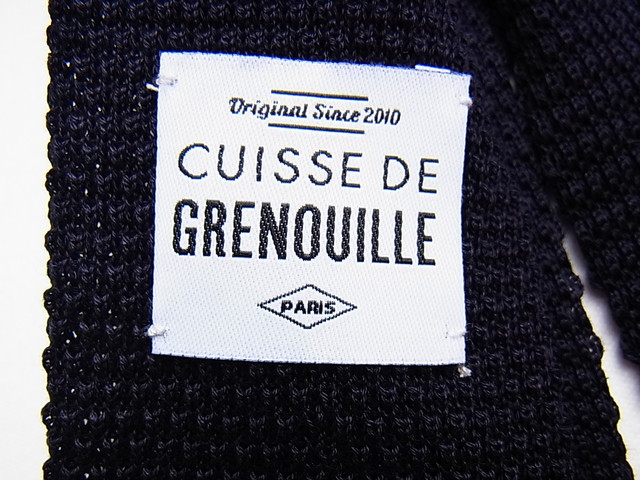 Original Since 2010
CUISSE DE
GRENOUILLE
PARIS